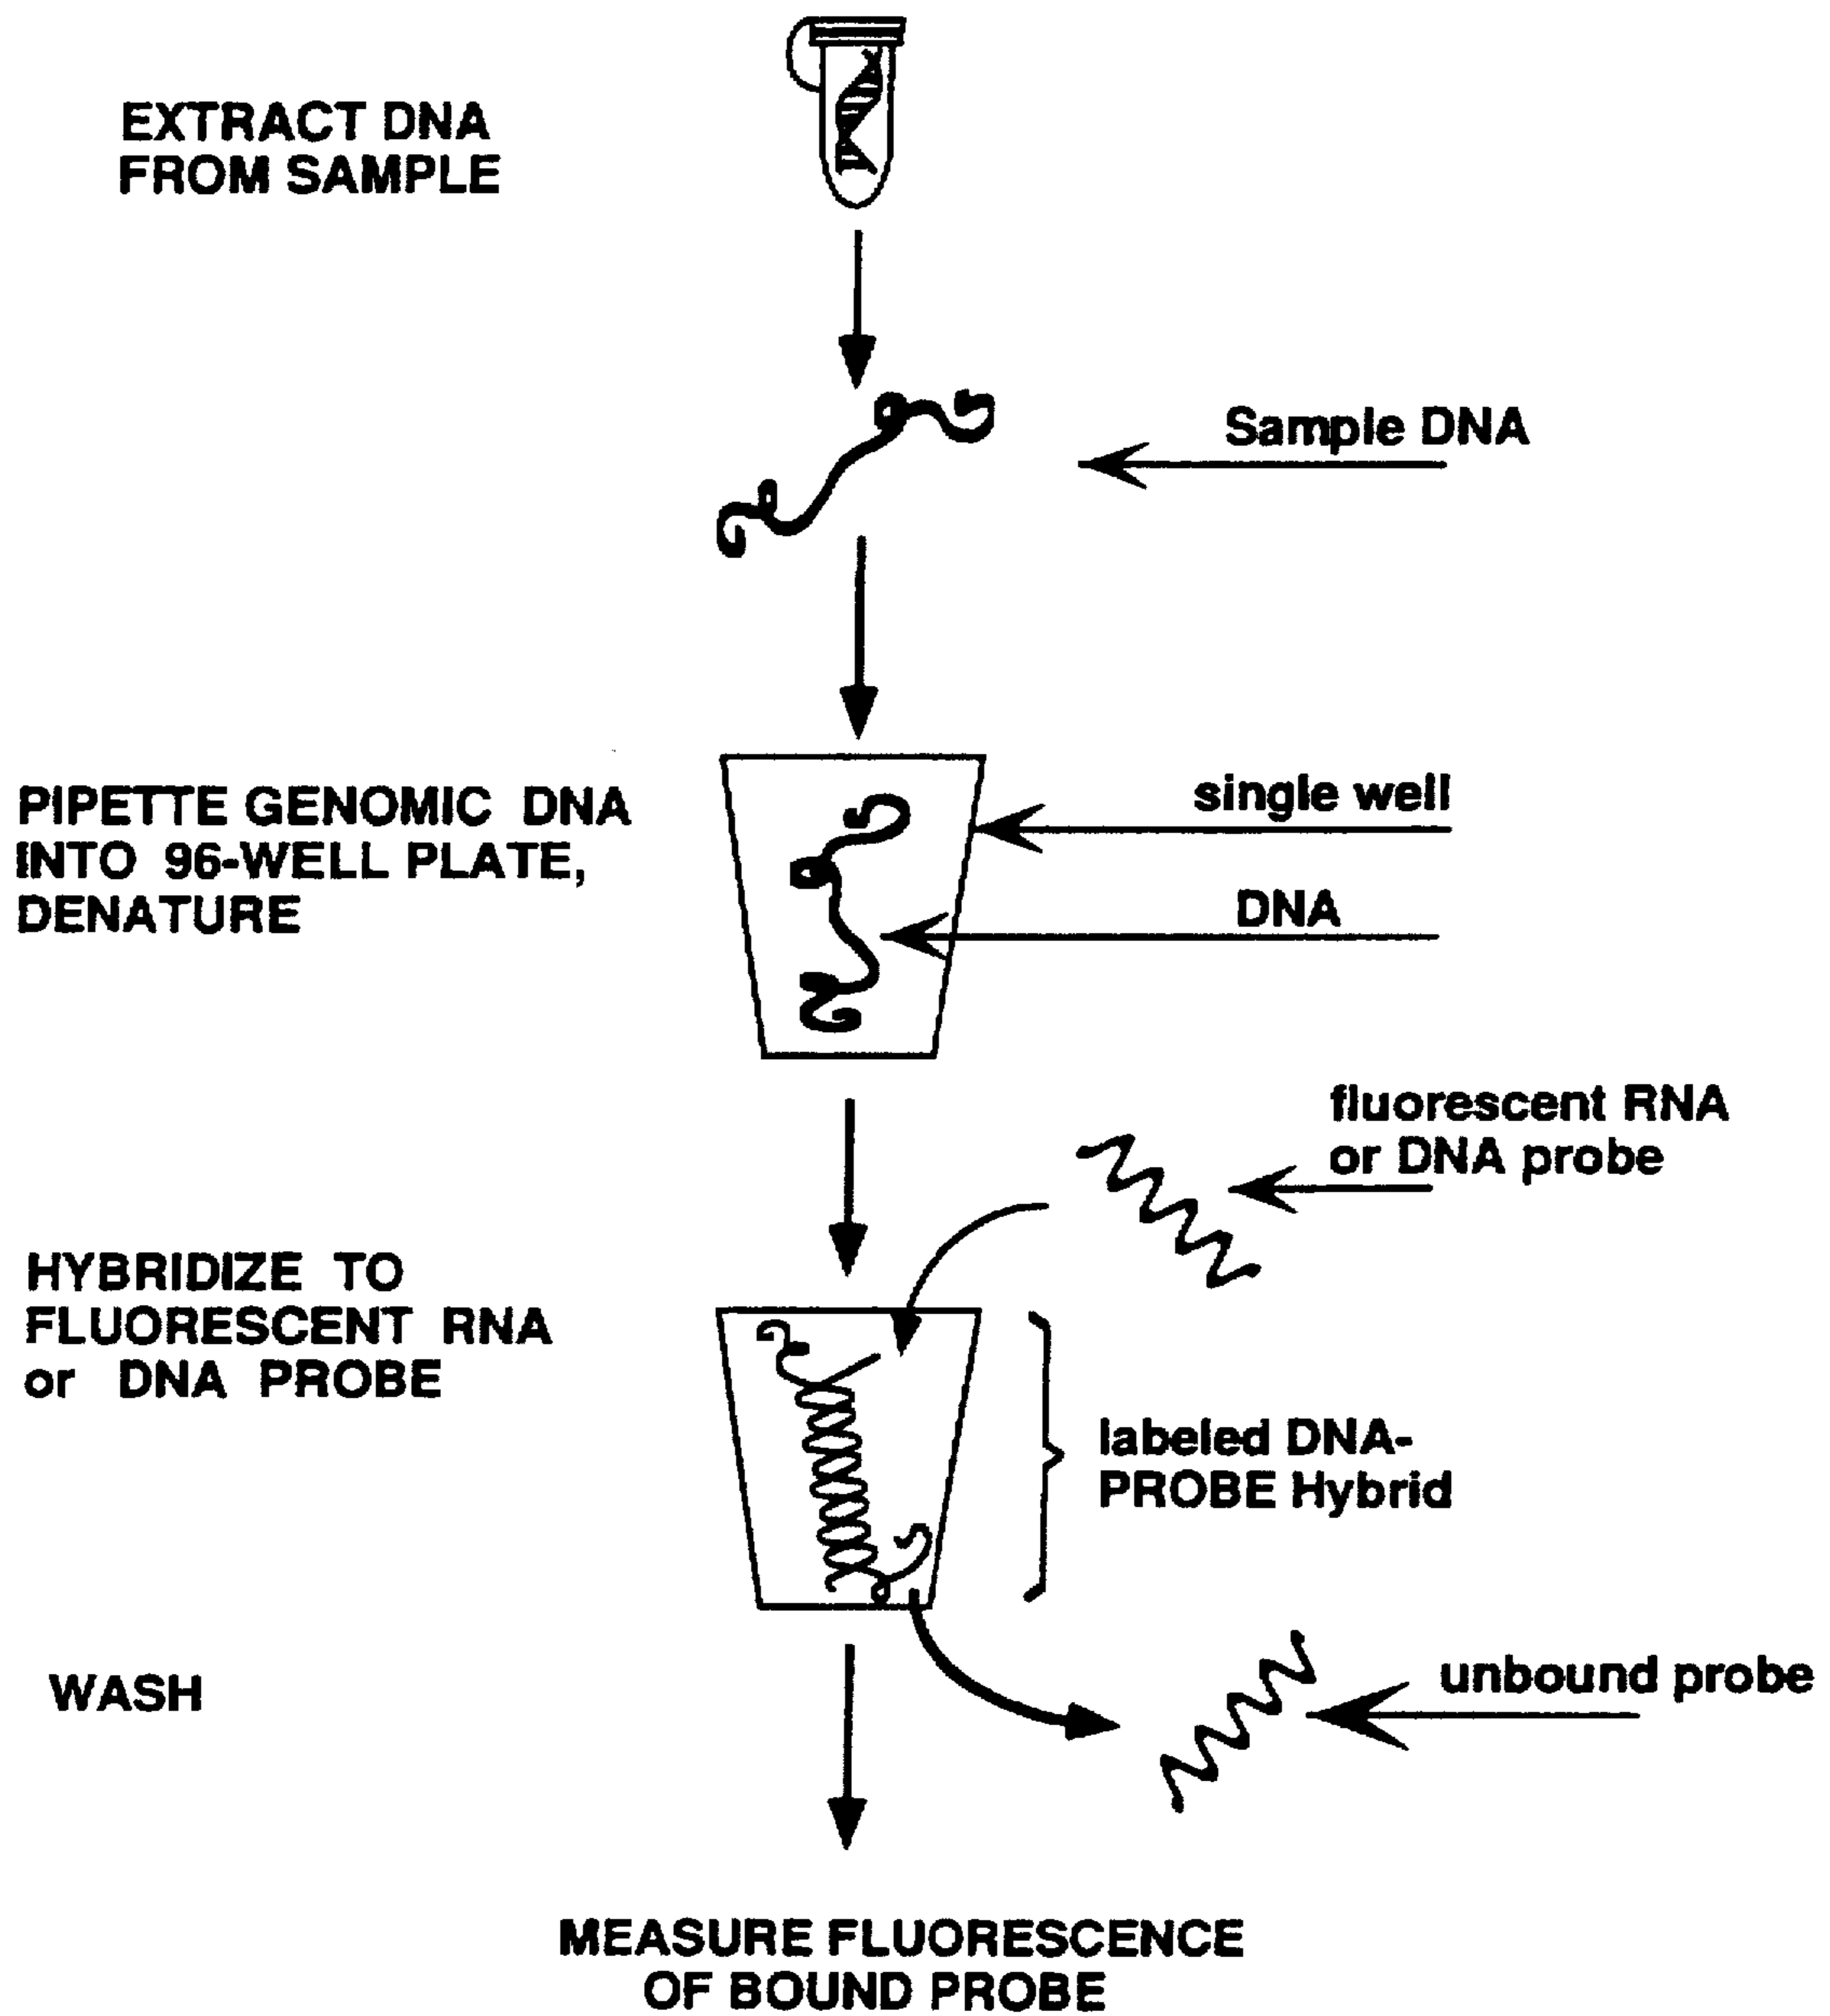 EXTRACT DNA
FROM SAMPLE
Sample DNA
PIPETTE GENOMIC DNA
INTO 96-WELL PLATE,
DENATURE
single well
DNA
fluorescent RNA
or DNA probe
HYBRIDIZE TO
FLUORESCENT RNA
or DNA PROBE
labeled DNA-
PROBE Hybrid
WASH
unbound probe
MEASURE FLUORESCENCE
OF BOUND PROBE